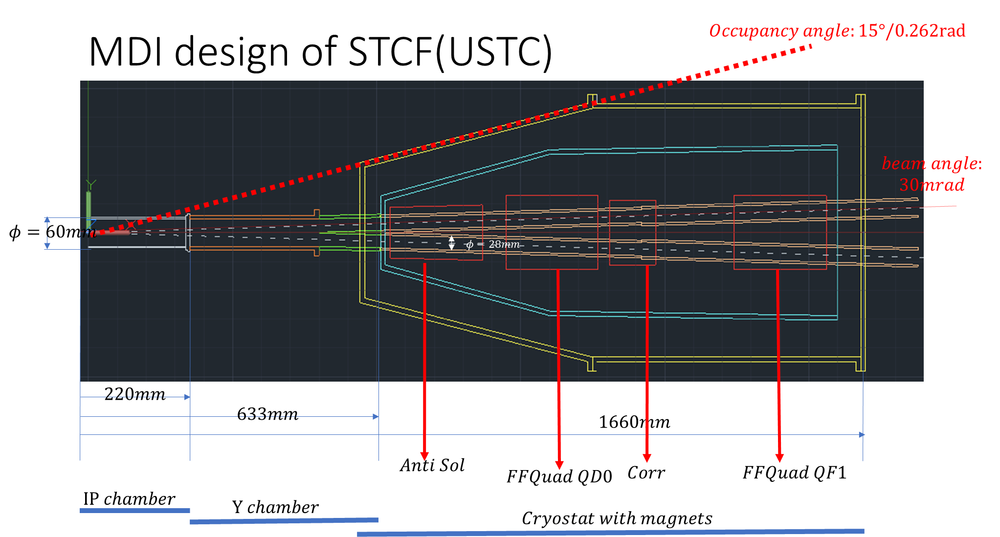 MDI design of STCF(USTC)
Occupancy angle: 15°/0.262rad
beam angle:
30mrad
Y
X
ϕ = 60mm
ϕ = 28mm
220mm
633mm
1660mm
Anti Sol
FFQuad QD0
Corr
FFQuad QF1
IP chamber
Y chamber
Cryostat with magnets